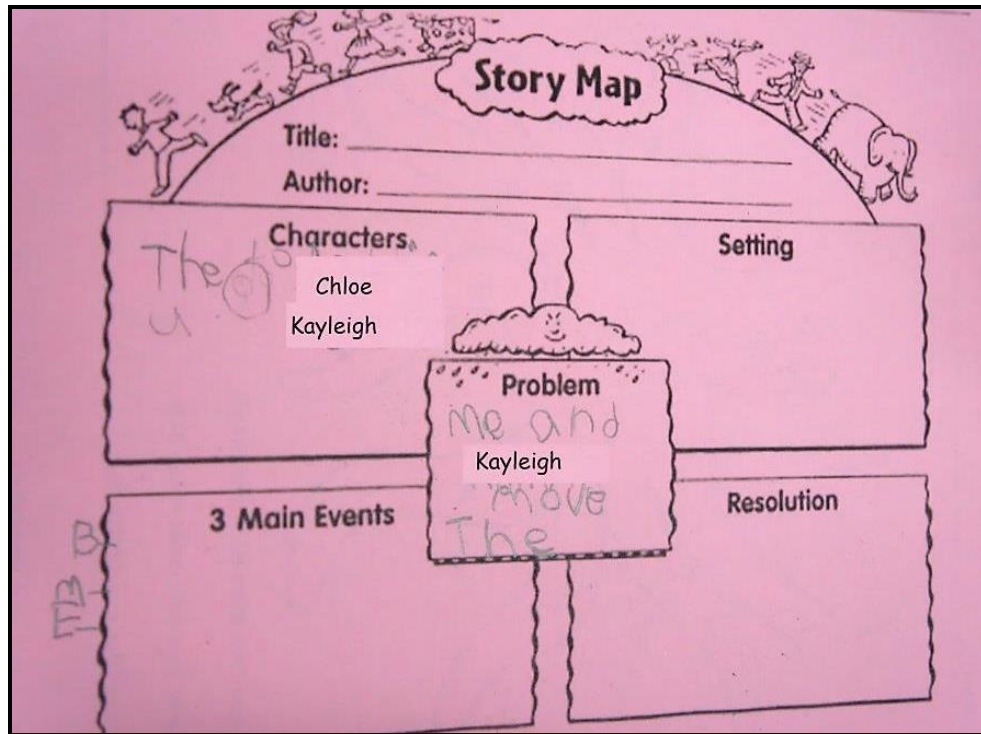 Story Map
Title:
Author:
Characters
The
u
Chloe
Kayleigh
Setting
Problem
Me and
Kayleigh
move
The
3 Main Events
B
TB
Resolution